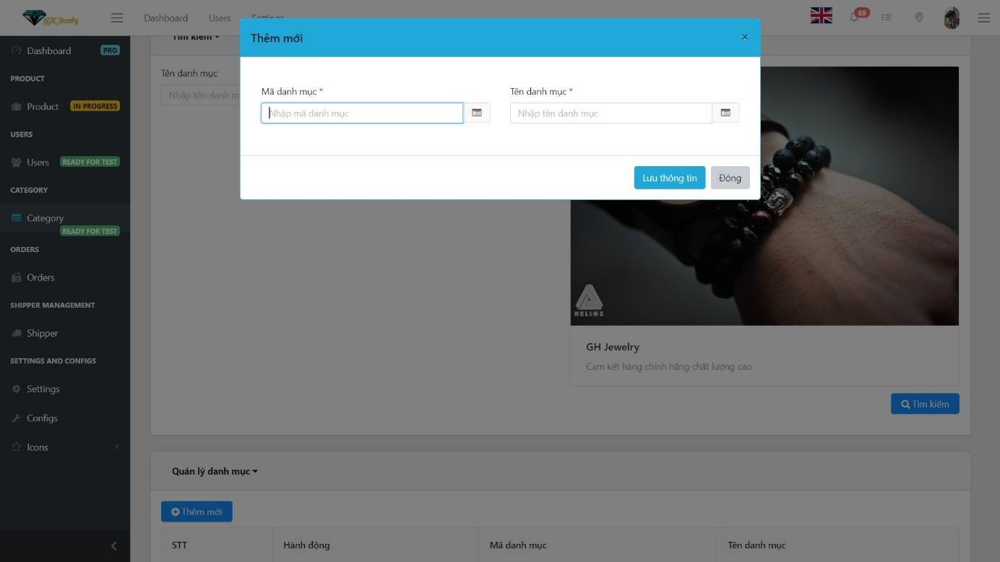 GH Jewelry
Dashboard
Users
Settings
69
Dashboard
PRO
PRODUCT
Product
IN PROGRESS
USERS
Users
READY FOR TEST
CATEGORY
Category
READY FOR TEST
ORDERS
Orders
SHIPPER MANAGEMENT
Shipper
SETTINGS AND CONFIGS
Settings
Configs
Icons
Tìm kiếm
Tên danh mục
Nhập tên danh m
Thêm mới
×
Mã danh mục *
Nhập mã danh mục
Tên danh mục *
Nhập tên danh mục
Lưu thông tin
Đóng
HELIOS
GH Jewelry
Cam kết hàng chính hãng chất lượng cao
Tìm kiếm
Quản lý danh mục
Thêm mới
STT
Hành động
Mã danh mục
Tên danh mục